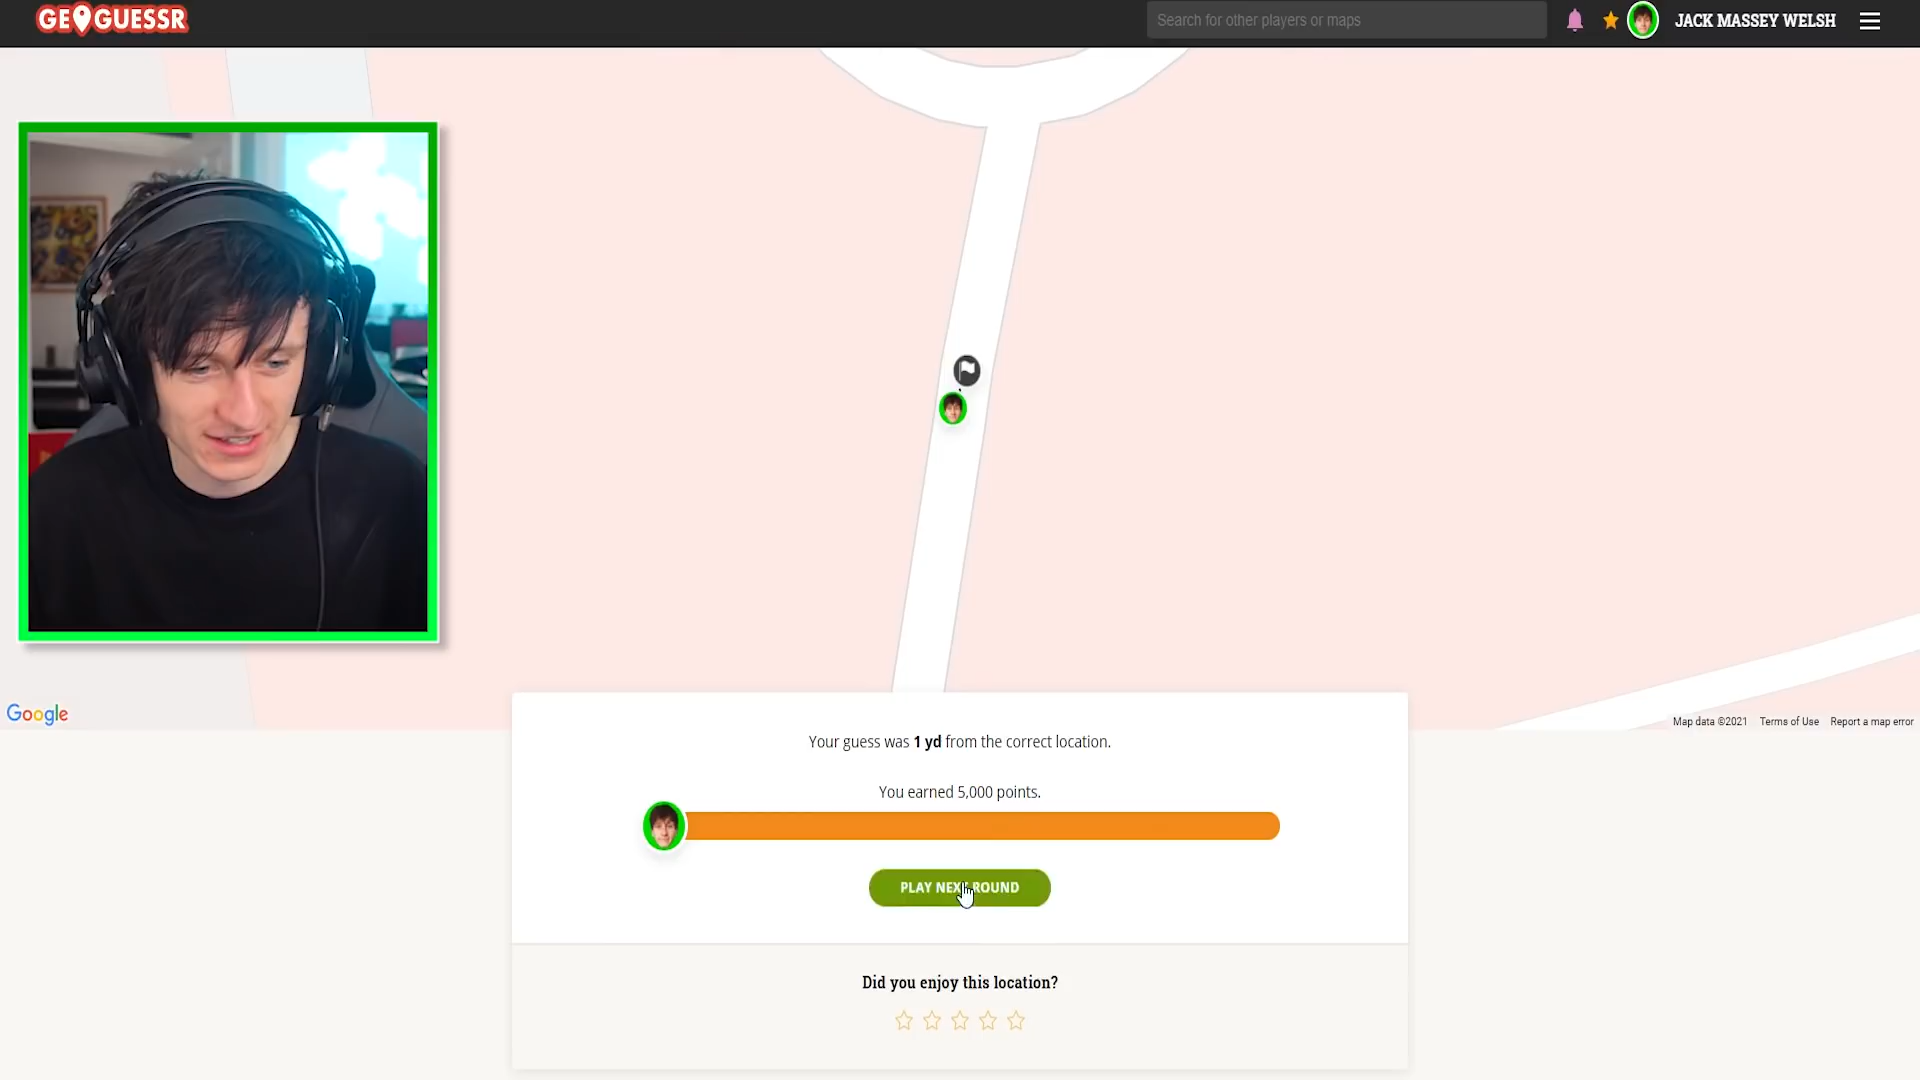 GEOGUESSR
Search for other players or maps
JACK MASSEY WELSH
Google
Map data ©2021 Terms of Use Report a map error
Your guess was 1 yd from the correct location.
You earned 5,000 points.
PLAY NEXT ROUND
Did you enjoy this location?